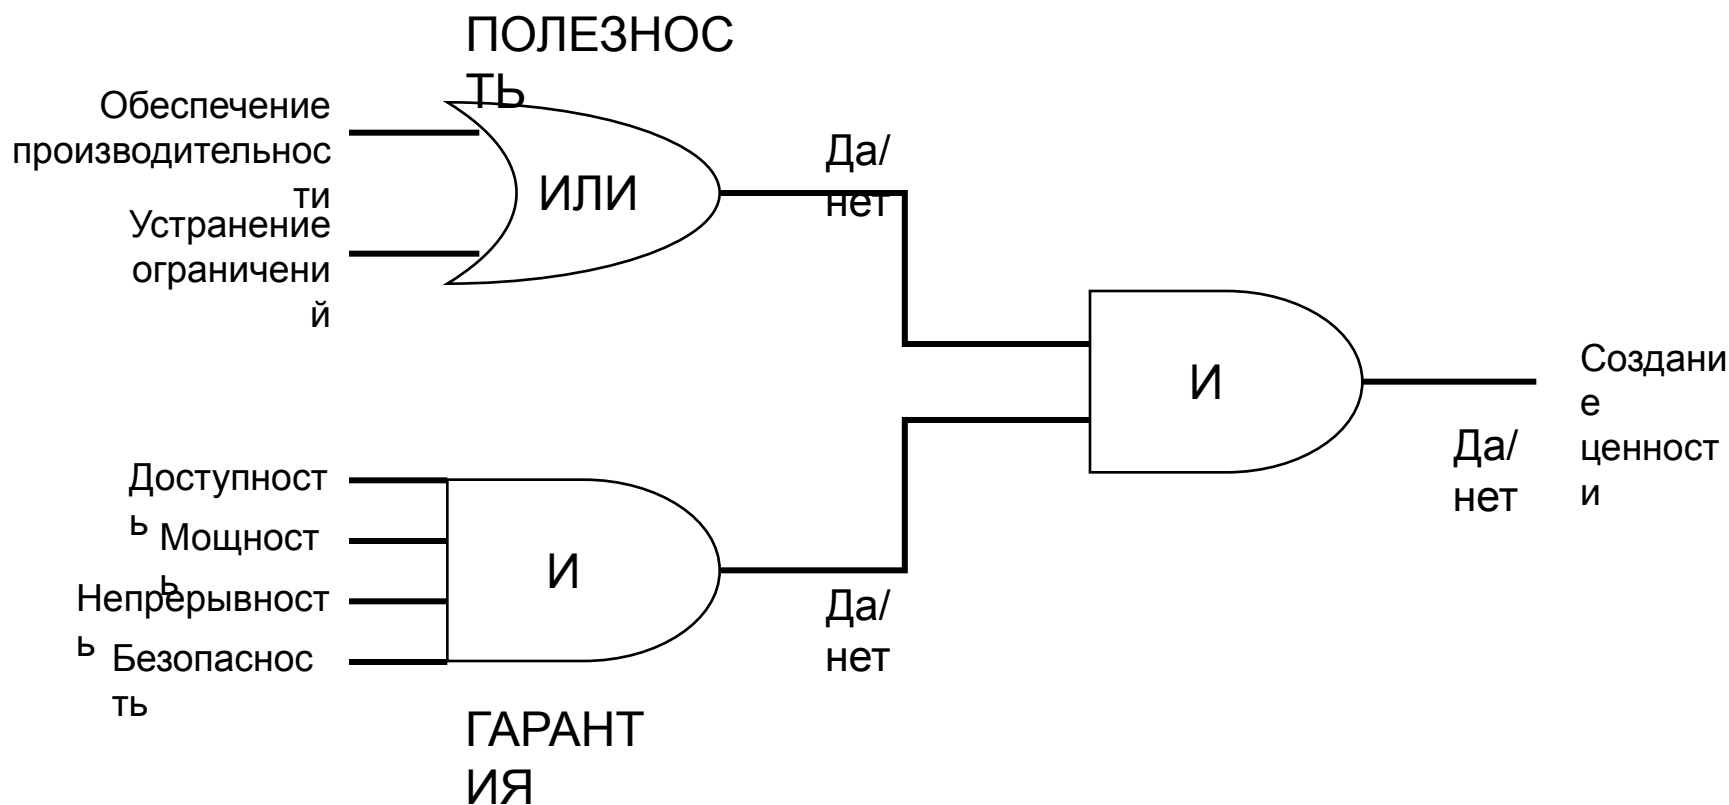 ПОЛЕЗНОС
ТЬ
Обеспечение
производительнос
ти
Устранение
ограничени
й
ИЛИ
Да/
нет
И
Да/
нет
Создани
е
ценност
и
Доступност
ь
Мощност
ь
Непрерывност
ь
Безопаснос
ть
И
Да/
нет
ГАРАНТ
ИЯ